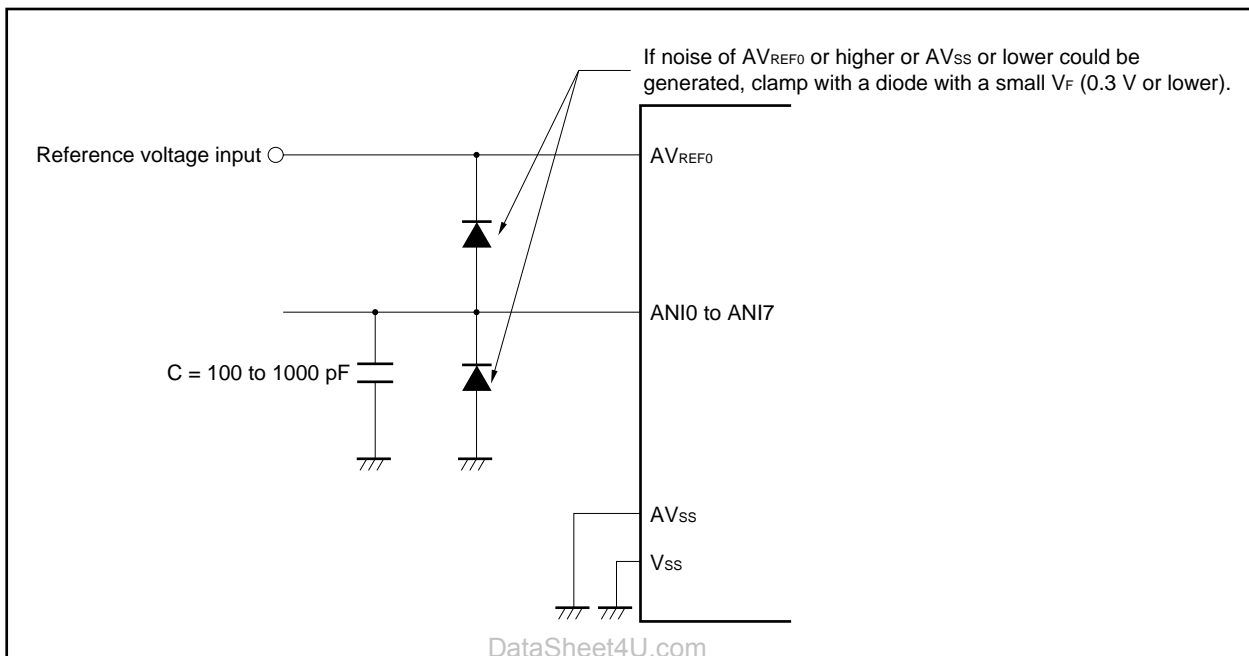 If noise of AVREF0 or higher or AVSS or lower could be
generated, clamp with a diode with a small VF (0.3 V or lower).
Reference voltage input
AVREF0
ANI0 to ANI7
C = 100 to 1000 pF
AVSS
VSS
DataSheet4U.com